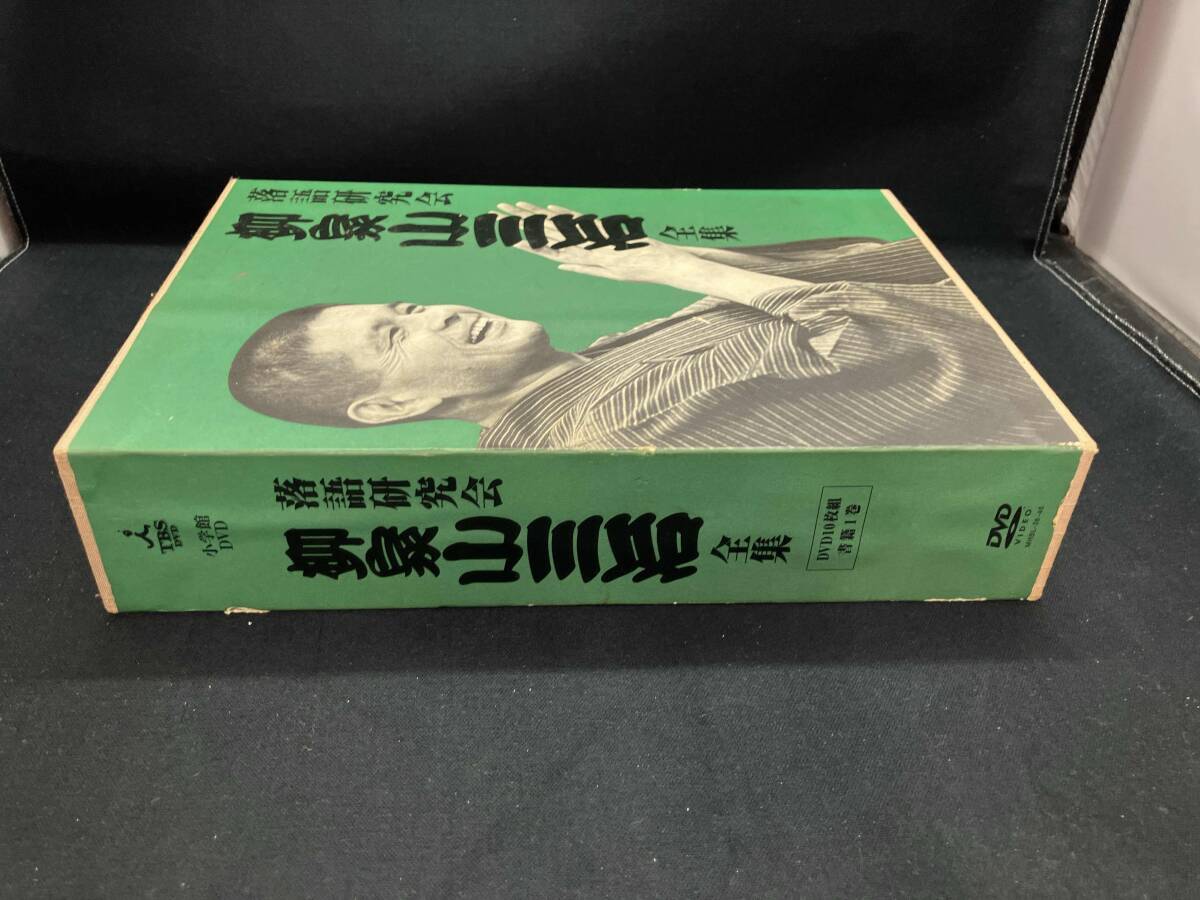 落語研究会
柳家小三治
全集
落語研究会
柳家小三治
全集
DVD10枚組
書籍1巻
TBS
DVD
小学館
DVD
DVD
VIDEO